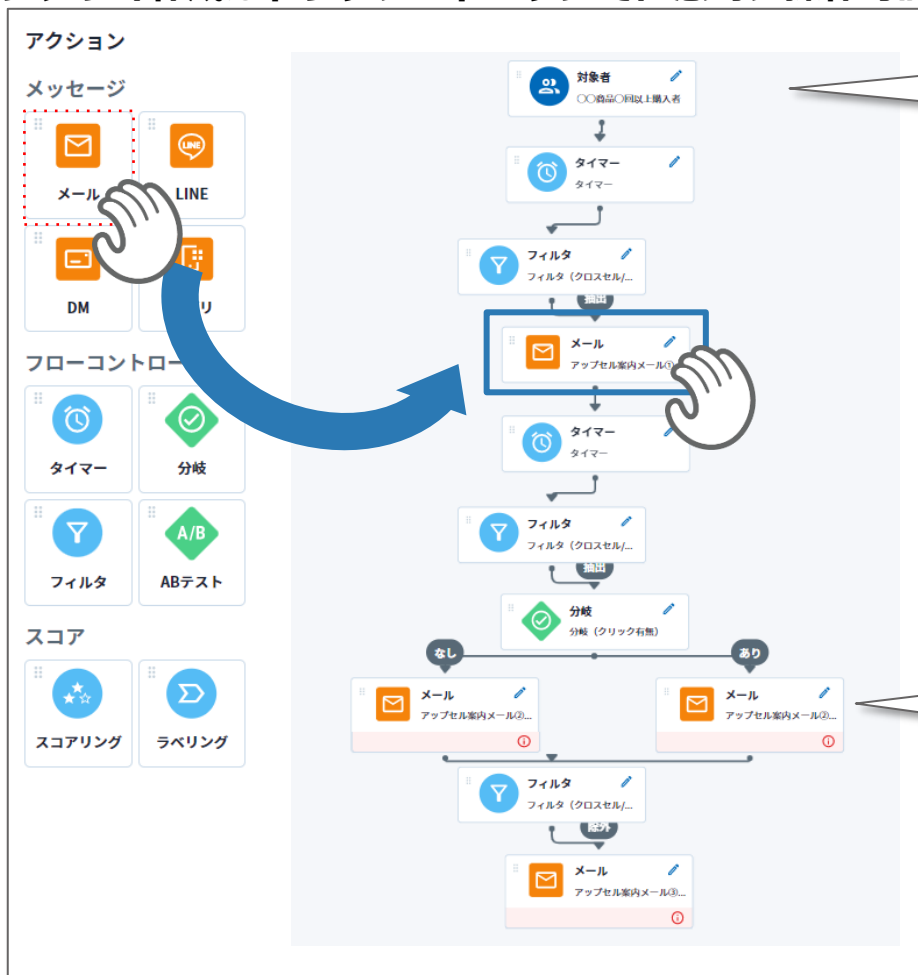 アクション
メッセージ
メール
LINE
LINE
DM
リ
フローコントロー
タイマー
分岐
A/B
フィルタ
ABテスト
スコア
スコアリング
ラベリング
対象者
〇〇商品〇回以上購入者
タイマー
タイマー
フィルタ
フィルタ（クロスセル/...
抽出
メール
アップセル案内メール①
タイマー
タイマー
フィルタ
フィルタ（クロスセル/...
抽出
分岐
分岐（クリック有無）
なし
あり
メール
アップセル案内メール②...
メール
アップセル案内メール②...
フィルタ
フィルタ（クロスセル/...
除外
メール
アップセル案内メール③...